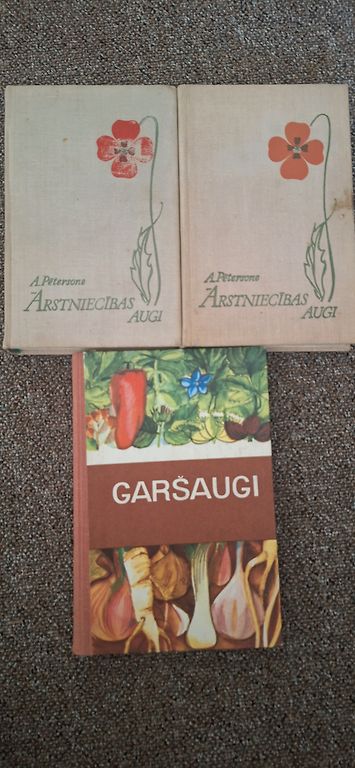 A. Pētersone
ĀRSTNIECĪBAS
AUGI
A. Pētersone
ĀRSTNIECĪBAS
AUGI
GARŠAUGI